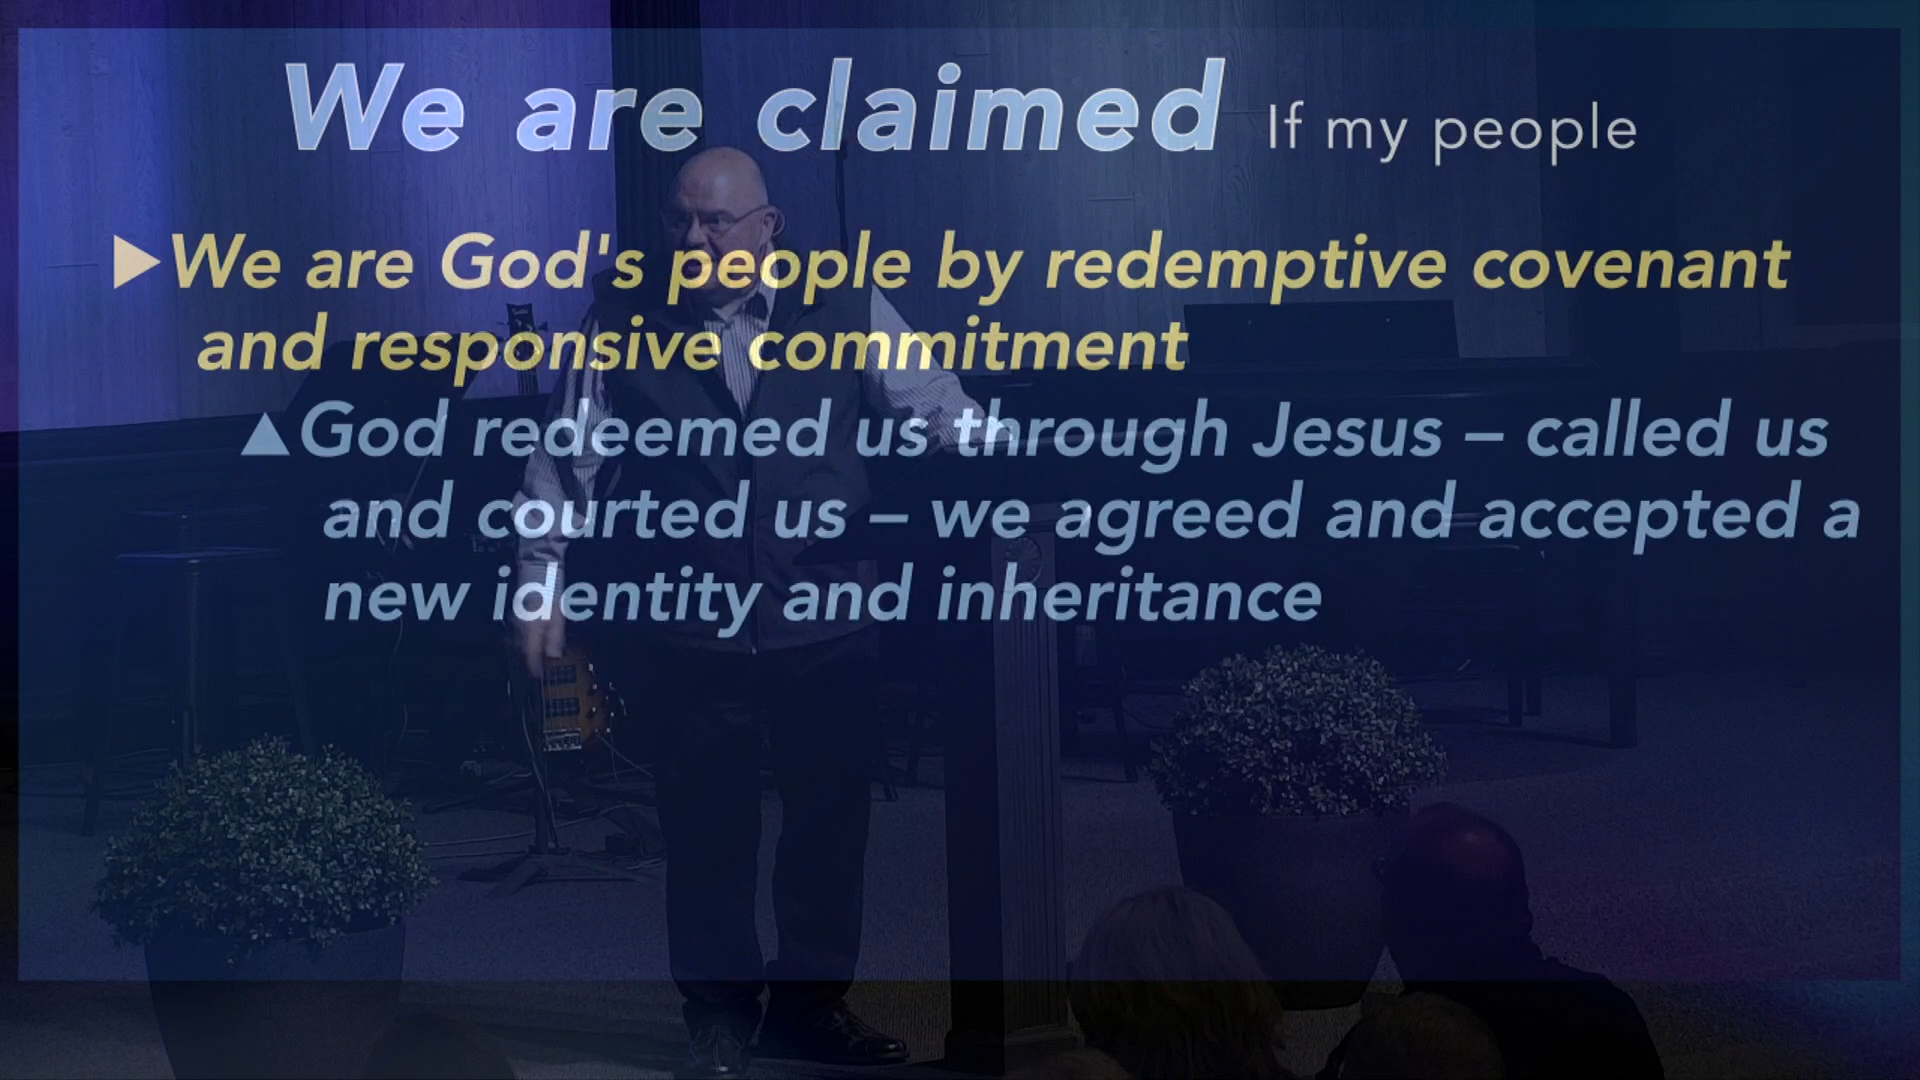 We are claimed If my people
▶We are God's people by redemptive covenant
and responsive commitment
▲God redeemed us through Jesus – called us
and courted us – we agreed and accepted a
new identity and inheritance